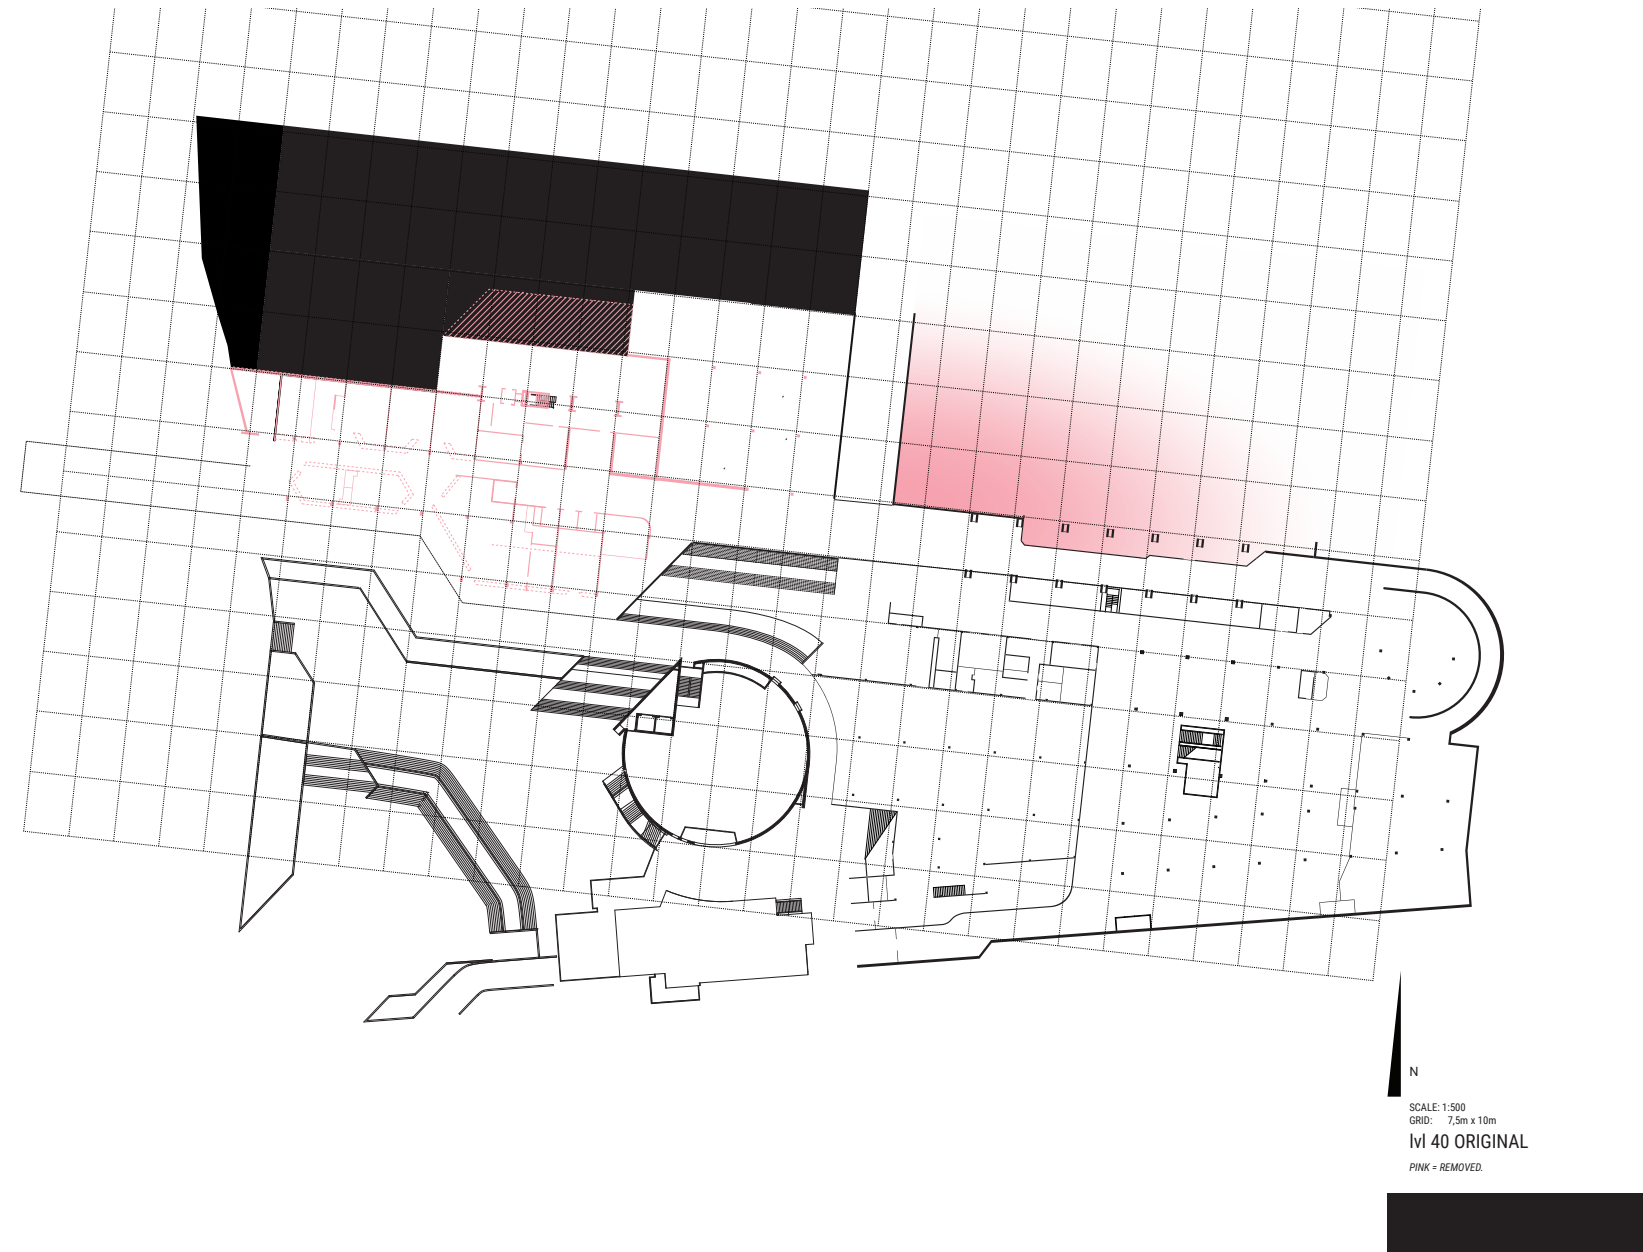 N
SCALE: 1:500
GRID: 7,5m x 10m
lvl 40 ORIGINAL
PINK = REMOVED.